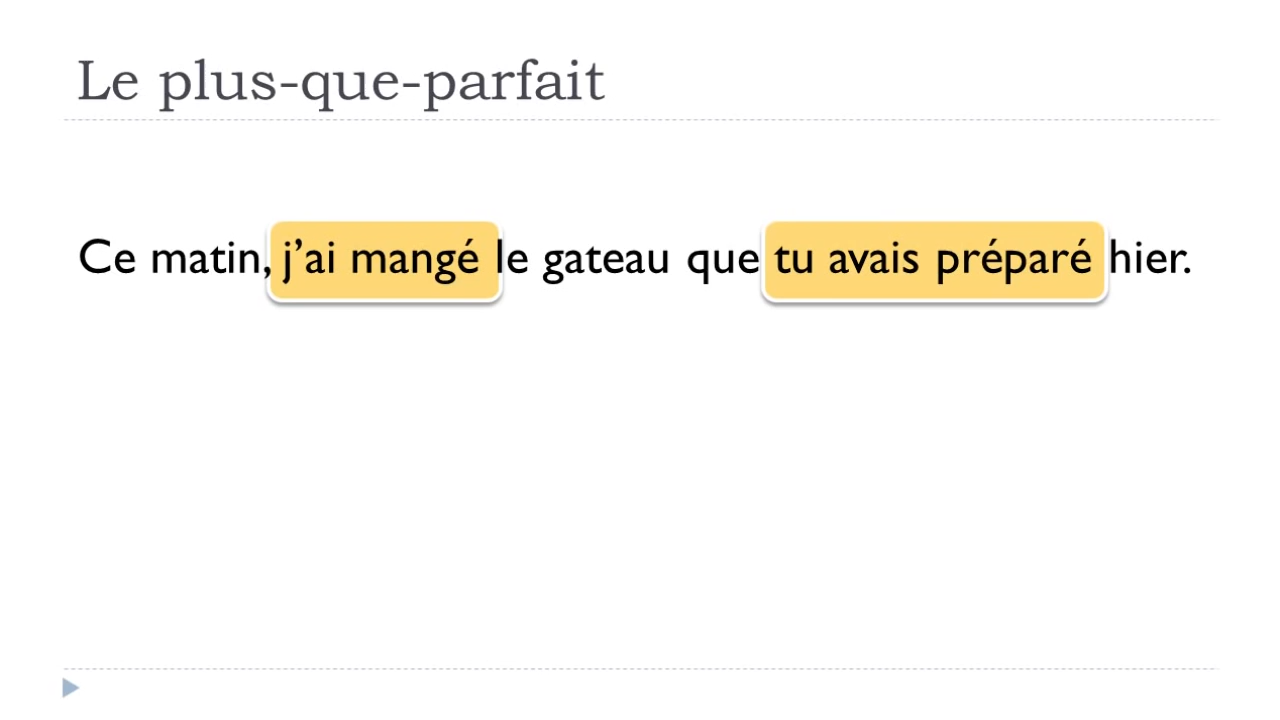 Le plus-que-parfait
Ce matin, j’ai mangé le gateau que tu avais préparé hier.